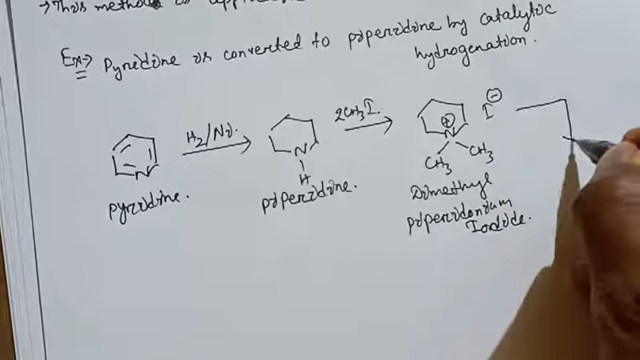 → This method is
Ex→ Pyridine is converted to piperidine by catalytic
hydrogenation.
H2/Ni.
2CH3I.
I⊖
N
N
H
⊕
N
CH3
CH3
pyridine.
piperidine.
Dimethyl
piperidinium
Iodide.